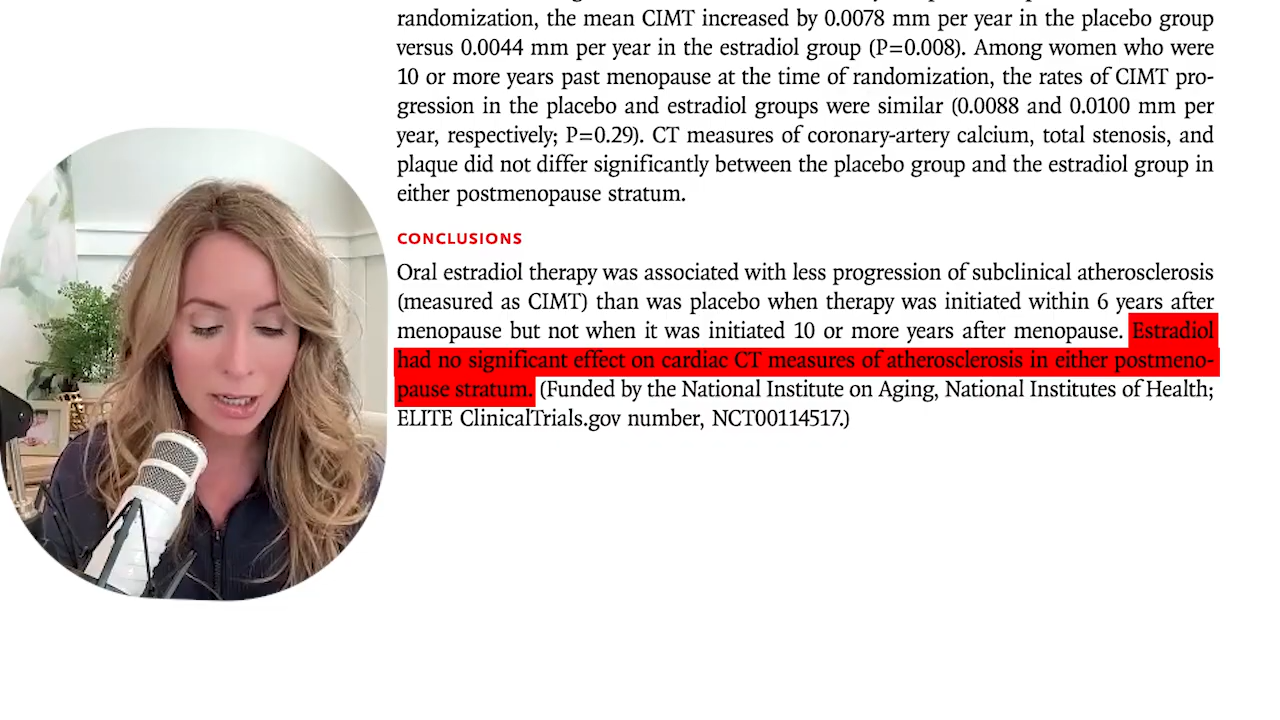 randomization, the mean CIMT increased by 0.0078 mm per year in the placebo group
versus 0.0044 mm per year in the estradiol group (P=0.008). Among women who were
10 or more years past menopause at the time of randomization, the rates of CIMT pro-
gression in the placebo and estradiol groups were similar (0.0088 and 0.0100 mm per
year, respectively; P=0.29). CT measures of coronary-artery calcium, total stenosis, and
plaque did not differ significantly between the placebo group and the estradiol group in
either postmenopause stratum.
CONCLUSIONS
Oral estradiol therapy was associated with less progression of subclinical atherosclerosis
(measured as CIMT) than was placebo when therapy was initiated within 6 years after
menopause but not when it was initiated 10 or more years after menopause. Estradiol
had no significant effect on cardiac CT measures of atherosclerosis in either postmeno-
pause stratum. (Funded by the National Institute on Aging, National Institutes of Health;
ELITE ClinicalTrials.gov number, NCT00114517.)